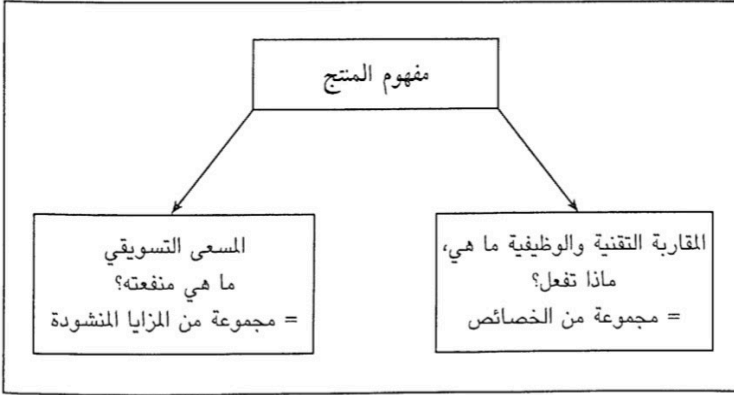 مفهوم المنتج
المقاربة التقنية والوظيفية ما هي،
ماذا تفعل؟
= مجموعة من الخصائص
المسعى التسويقي
ما هي منفعته؟
= مجموعة من المزايا المنشودة